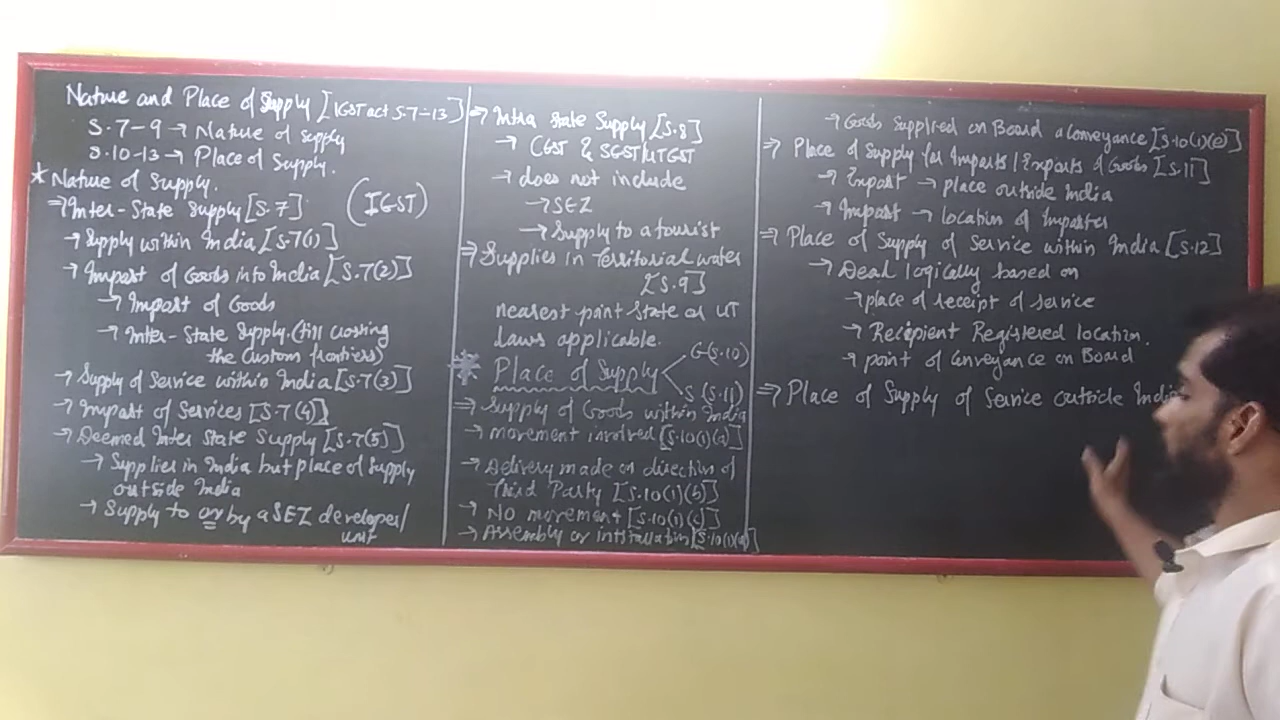 Nature and Place of Supply [IGST act S.7-13]
S.7-9 → Nature of supply
S.10-13 → Place of Supply.
* Nature of Supply.
⇒ Inter-State Supply [S.7] (IGST)
→ Supply within India [S.7(1)]
→ Import of Goods into India [S.7(2)]
→ Import of Goods
→ Inter-State Supply. (till crossing
the Custom frontiers)
→ Supply of Service within India [S.7(3)]
→ Import of Services [S.7(4)]
→ Deemed Inter State Supply [S.7(5)]
→ Supplies in India but place of supply
outside India
→ Supply to or by a SEZ developer/
unit
⇒ Intra State Supply [S.8]
→ CGST & SGST/UTGST
→ does not include
→ SEZ
→ Supply to a tourist
⇒ Supplies in Territorial water
[S.9]
nearest point State or UT
laws applicable.
* Place of Supply
G (S.10)
S (S.11)
⇒ Supply of Goods within India
→ movement involved [S.10(1)(a)]
→ Delivery made on direction of
Third Party [S.10(1)(b)]
→ NO movement [S.10(1)(c)]
→ Assembly or intstallation [S.10(1)(d)]
→ Goods Supplied on Board a Conveyance [S.10(1)(e)]
⇒ Place of Supply for Imports/Exports of Goods [S.11]
→ Export → place outside India
→ Import → location of Importer
⇒ Place of Supply of Service within India [S.12]
→ Deal logically based on
→ place of receipt of service
→ Recipient Registered location.
→ point of Conveyance on Board
⇒ Place of Supply of Service outside India